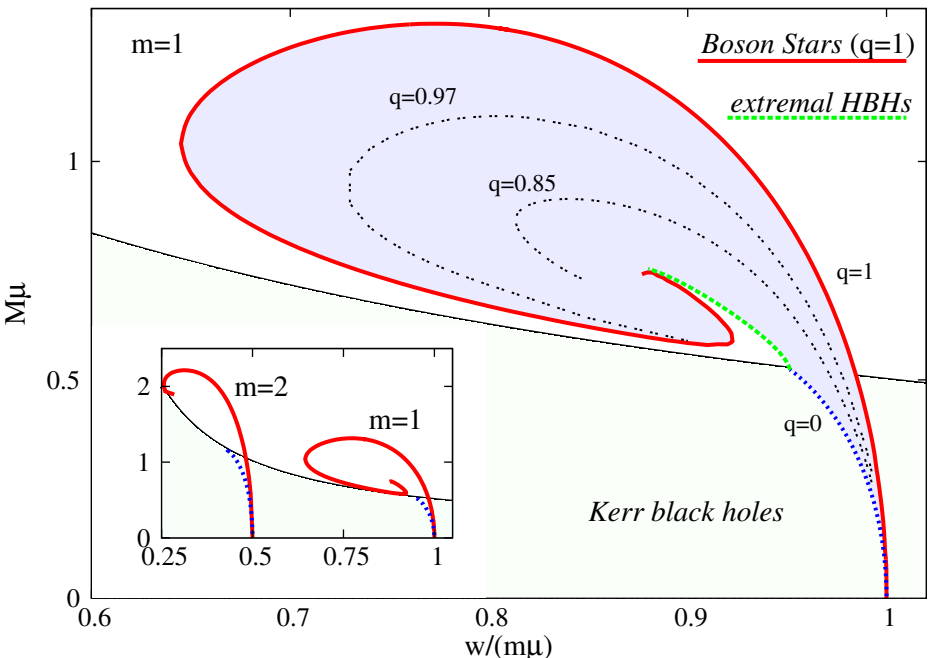 m=1
Boson Stars (q=1)
q=0.97
extremal HBHs
1
q=0.85
q=1
Mμ
0.5
2
m=2
m=1
1
q=0
0
0.25 0.5 0.75 1
Kerr black holes
0
0.6 0.7 0.8 0.9 1
w/(mμ)